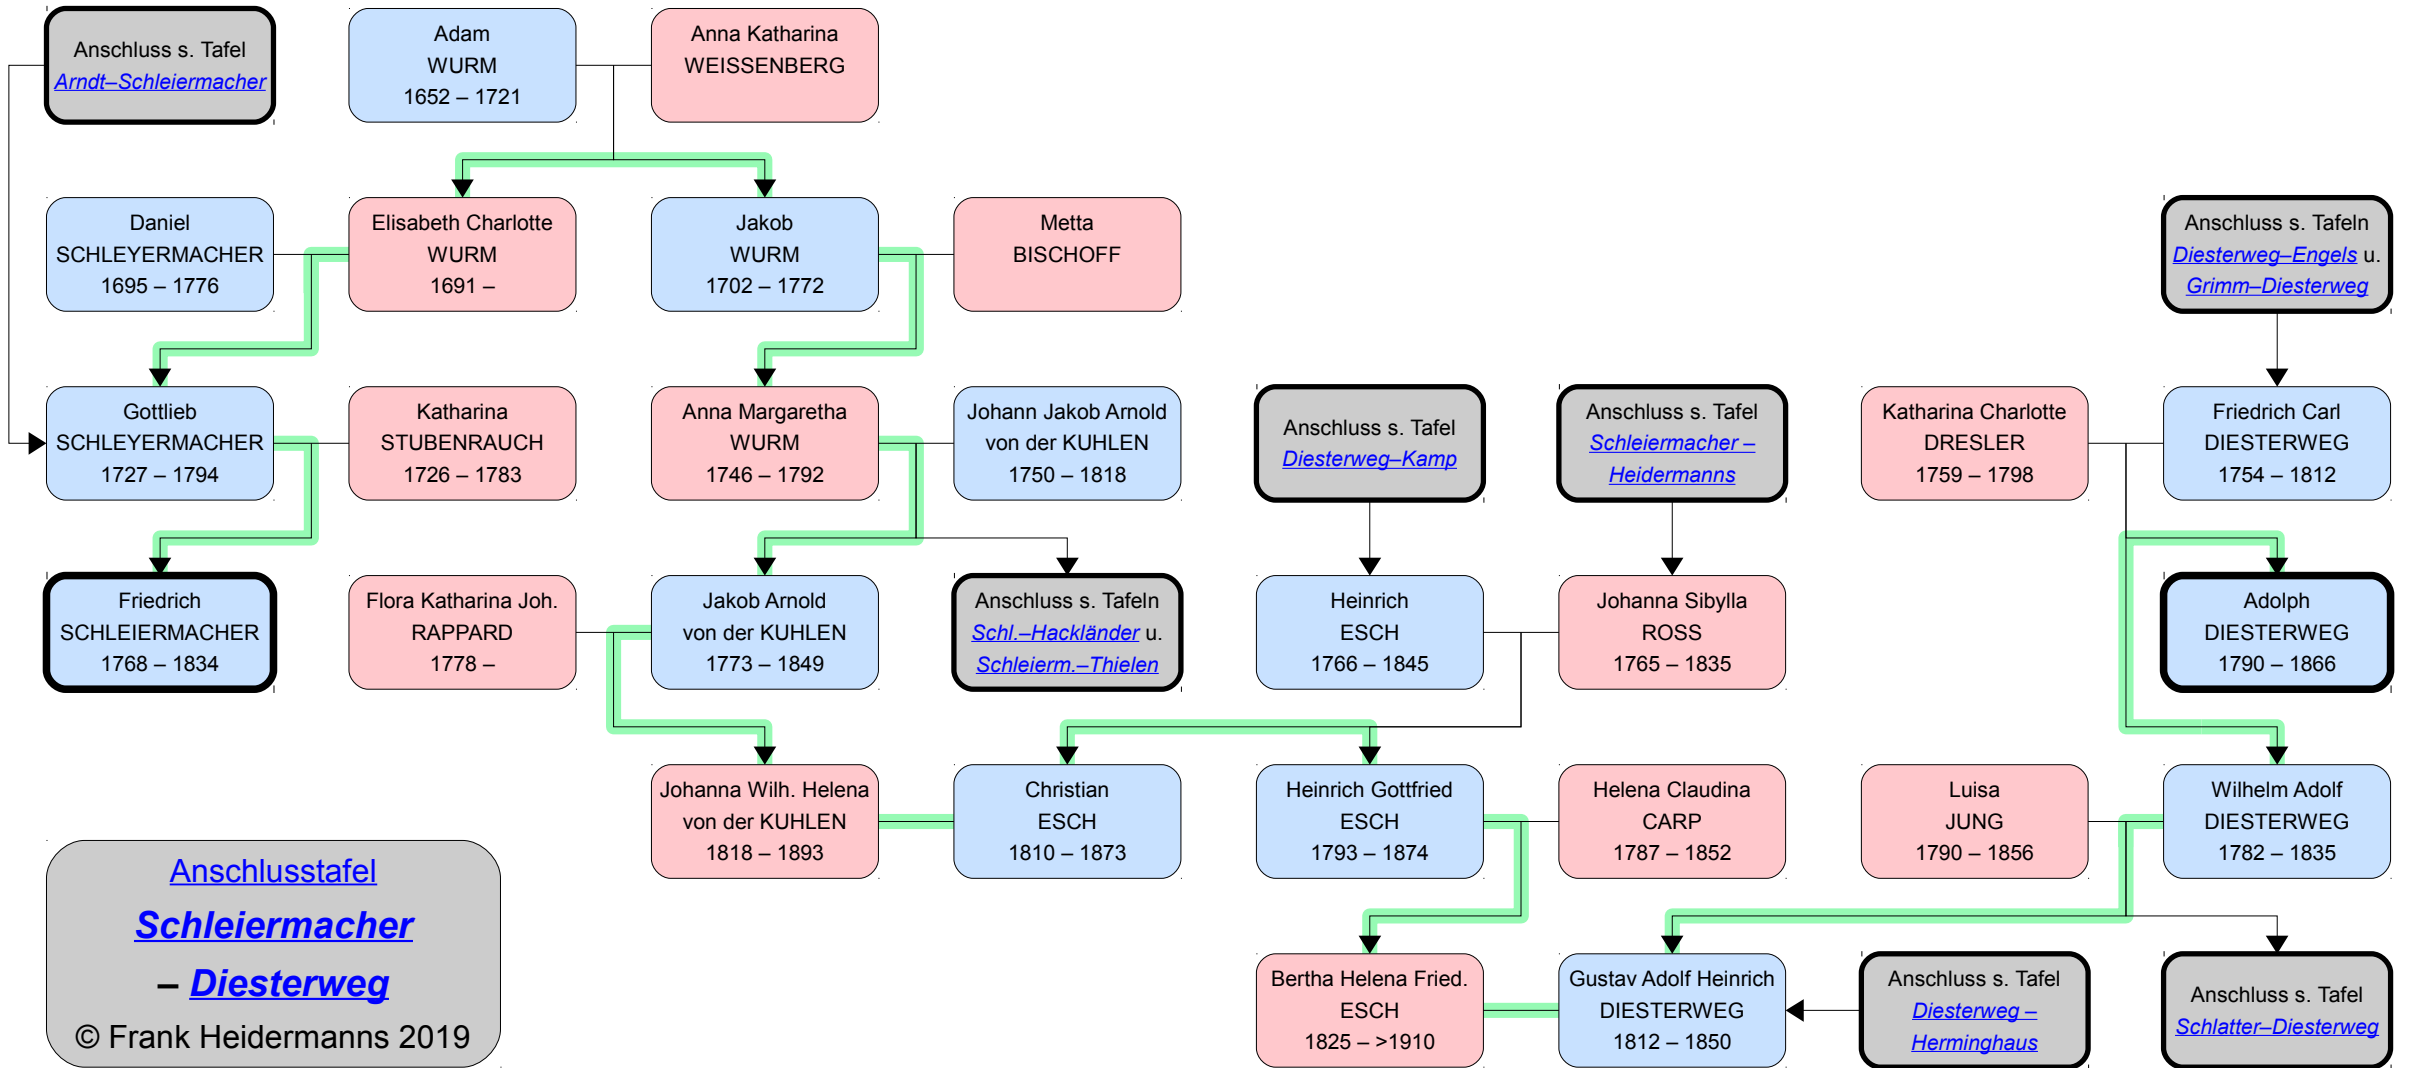 Anschluss s. Tafel
Arndt–Schleiermacher
Adam
WURM
1652 – 1721
Anna Katharina
WEISSENBERG
Daniel
SCHLEYERMACHER
1695 – 1776
Elisabeth Charlotte
WURM
1691 –
Jakob
WURM
1702 – 1772
Metta
BISCHOFF
Anschluss s. Tafeln
Diesterweg–Engels u.
Grimm–Diesterweg
Gottlieb
SCHLEYERMACHER
1727 – 1794
Katharina
STUBENRAUCH
1726 – 1783
Anna Margaretha
WURM
1746 – 1792
Johann Jakob Arnold
von der KUHLEN
1750 – 1818
Anschluss s. Tafel
Diesterweg–Kamp
Anschluss s. Tafel
Schleiermacher –
Heidermanns
Katharina Charlotte
DRESLER
1759 – 1798
Friedrich Carl
DIESTERWEG
1754 – 1812
Friedrich
SCHLEIERMACHER
1768 – 1834
Flora Katharina Joh.
RAPPARD
1778 –
Jakob Arnold
von der KUHLEN
1773 – 1849
Anschluss s. Tafeln
Schl.–Hackländer u.
Schleierm.–Thielen
Heinrich
ESCH
1766 – 1845
Johanna Sibylla
ROSS
1765 – 1835
Adolph
DIESTERWEG
1790 – 1866
Johanna Wilh. Helena
von der KUHLEN
1818 – 1893
Christian
ESCH
1810 – 1873
Heinrich Gottfried
ESCH
1793 – 1874
Helena Claudina
CARP
1787 – 1852
Luisa
JUNG
1790 – 1856
Wilhelm Adolf
DIESTERWEG
1782 – 1835
Anschlusstafel
Schleiermacher
– Diesterweg
© Frank Heidermanns 2019
Bertha Helena Fried.
ESCH
1825 – >1910
Gustav Adolf Heinrich
DIESTERWEG
1812 – 1850
Anschluss s. Tafel
Diesterweg –
Herminghaus
Anschluss s. Tafel
Schlatter–Diesterweg